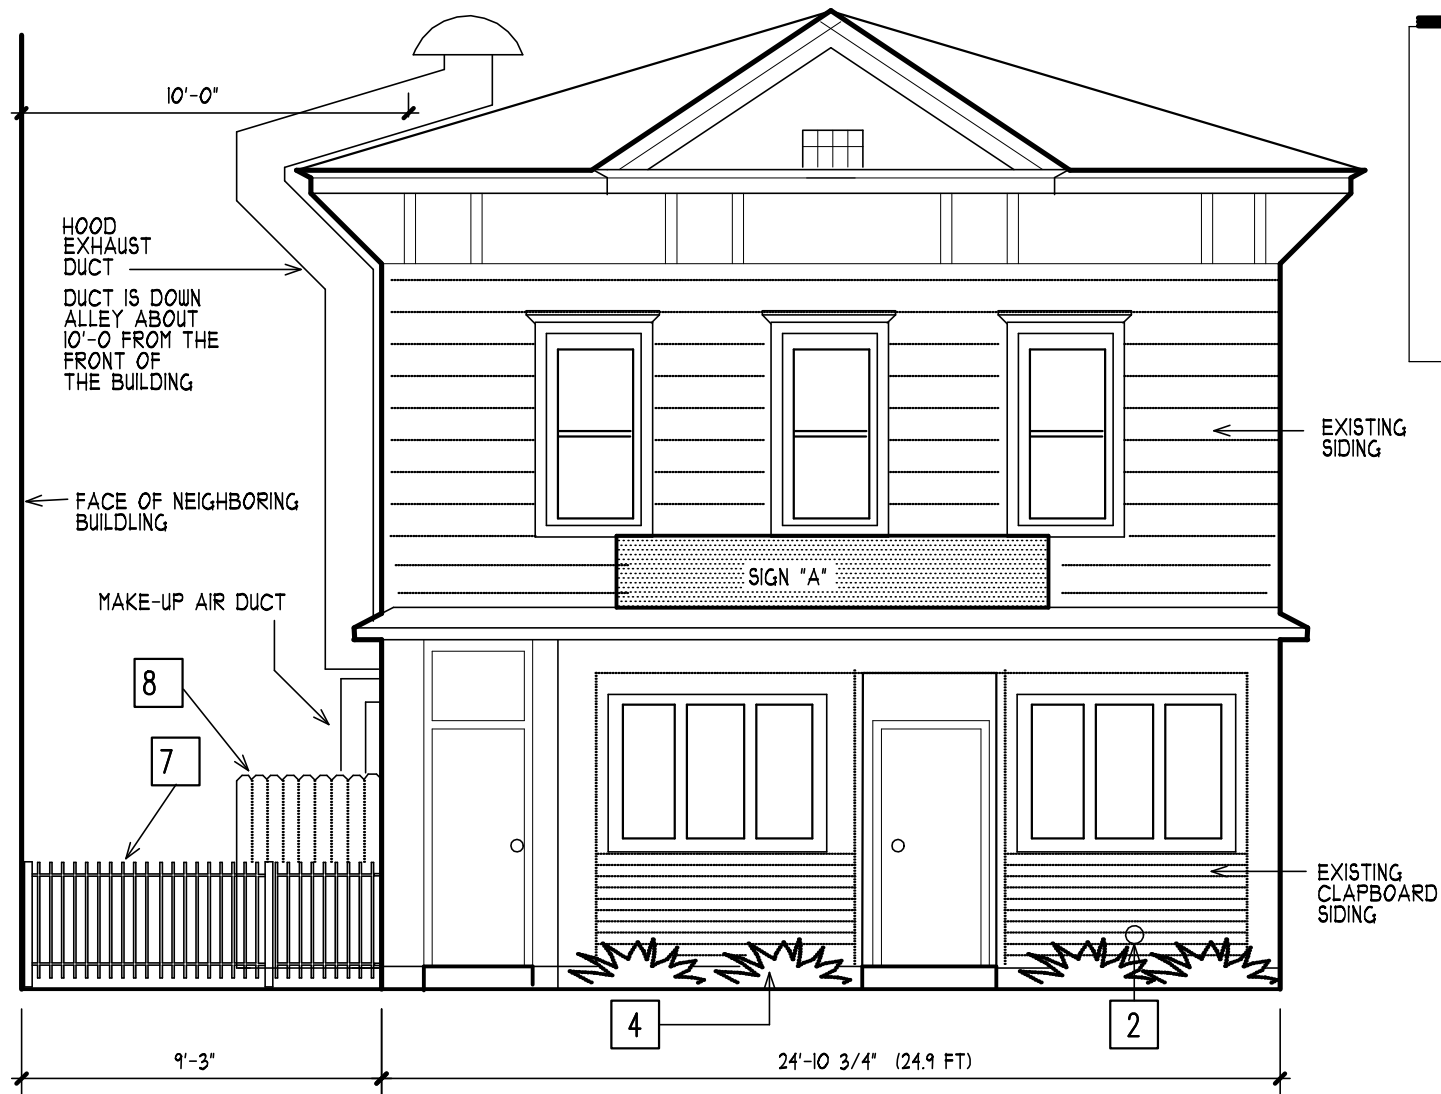 10'-0"
HOOD
EXHAUST
DUCT
DUCT IS DOWN
ALLEY ABOUT
10'-0 FROM THE
FRONT OF
THE BUILDING
EXISTING
SIDING
FACE OF NEIGHBORING
BUILDLING
SIGN "A"
MAKE-UP AIR DUCT
8
7
EXISTING
CLAPBOARD
SIDING
4
2
9'-3"
24'-10 3/4" (24.9 FT)